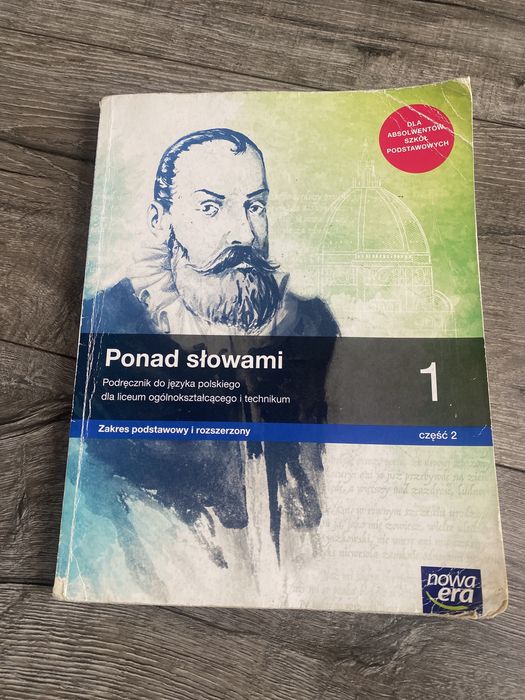 DLA
ABSOLWENTÓW
SZKÓŁ
PODSTAWOWYCH
Ponad słowami
1
Podręcznik do języka polskiego
dla liceum ogólnokształcącego i technikum
Zakres podstawowy i rozszerzony
część 2
nowa
era